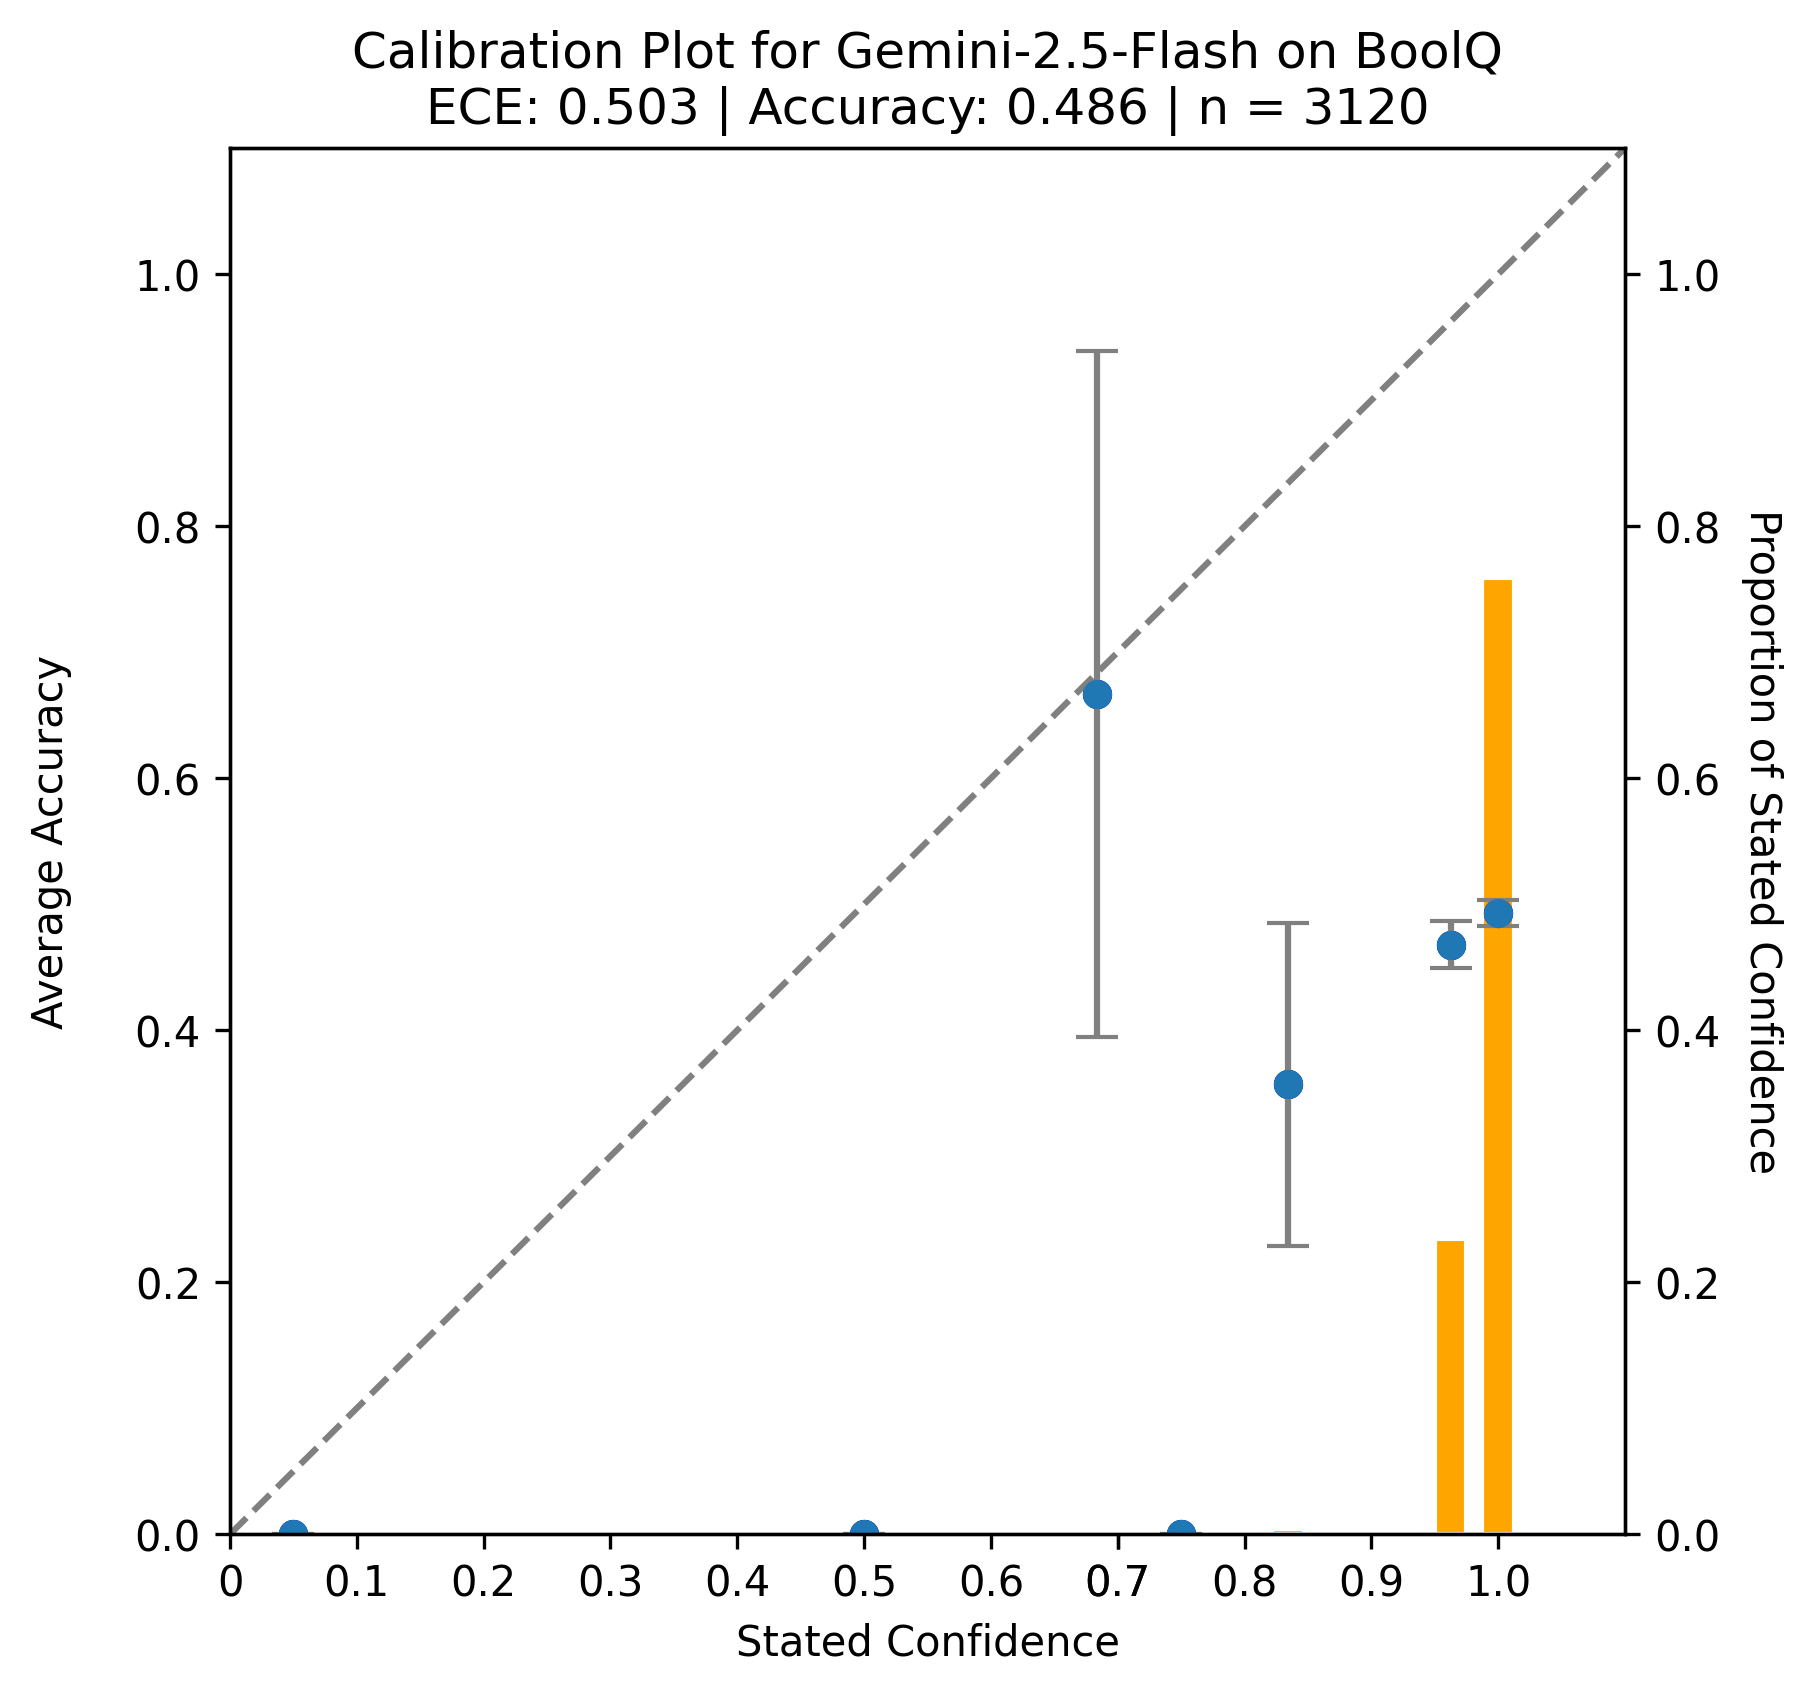 Calibration Plot for Gemini-2.5-Flash on BoolQ
ECE: 0.503 | Accuracy: 0.486 | n = 3120
Average Accuracy
1.0
0.8
0.6
0.4
0.2
0.0
1.0
0.8
0.6
0.4
0.2
0.0
Proportion of Stated Confidence
0 0.1 0.2 0.3 0.4 0.5 0.6 0.7 0.8 0.9 1.0
Stated Confidence